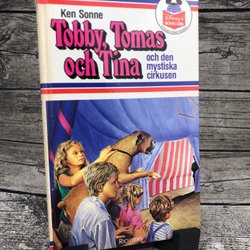 Ken Sonne
Tobby, Tomas
och Tina
och den
mystiska
cirkusen